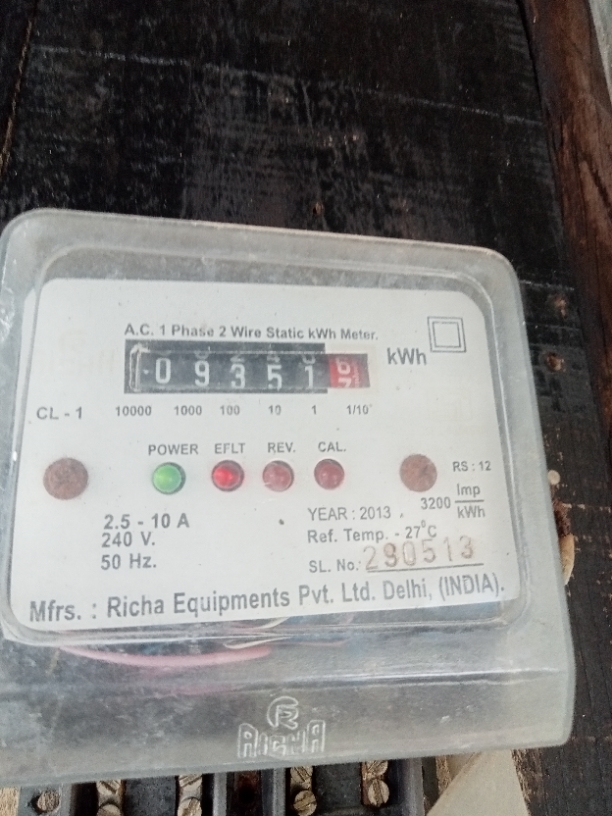 A.C. 1 Phase 2 Wire Static kWh Meter.
09351 kWh
CL - 1 10000 1000 100 10 1 1/10
POWER EFLT REV. CAL.
RS : 12
2.5 - 10 A
240 V.
50 Hz.
YEAR : 2013
3200 Imp/kWh
Ref. Temp. - 27°C
SL. No.: 290513
Mfrs. : Richa Equipments Pvt. Ltd. Delhi, (INDIA).
RICHA